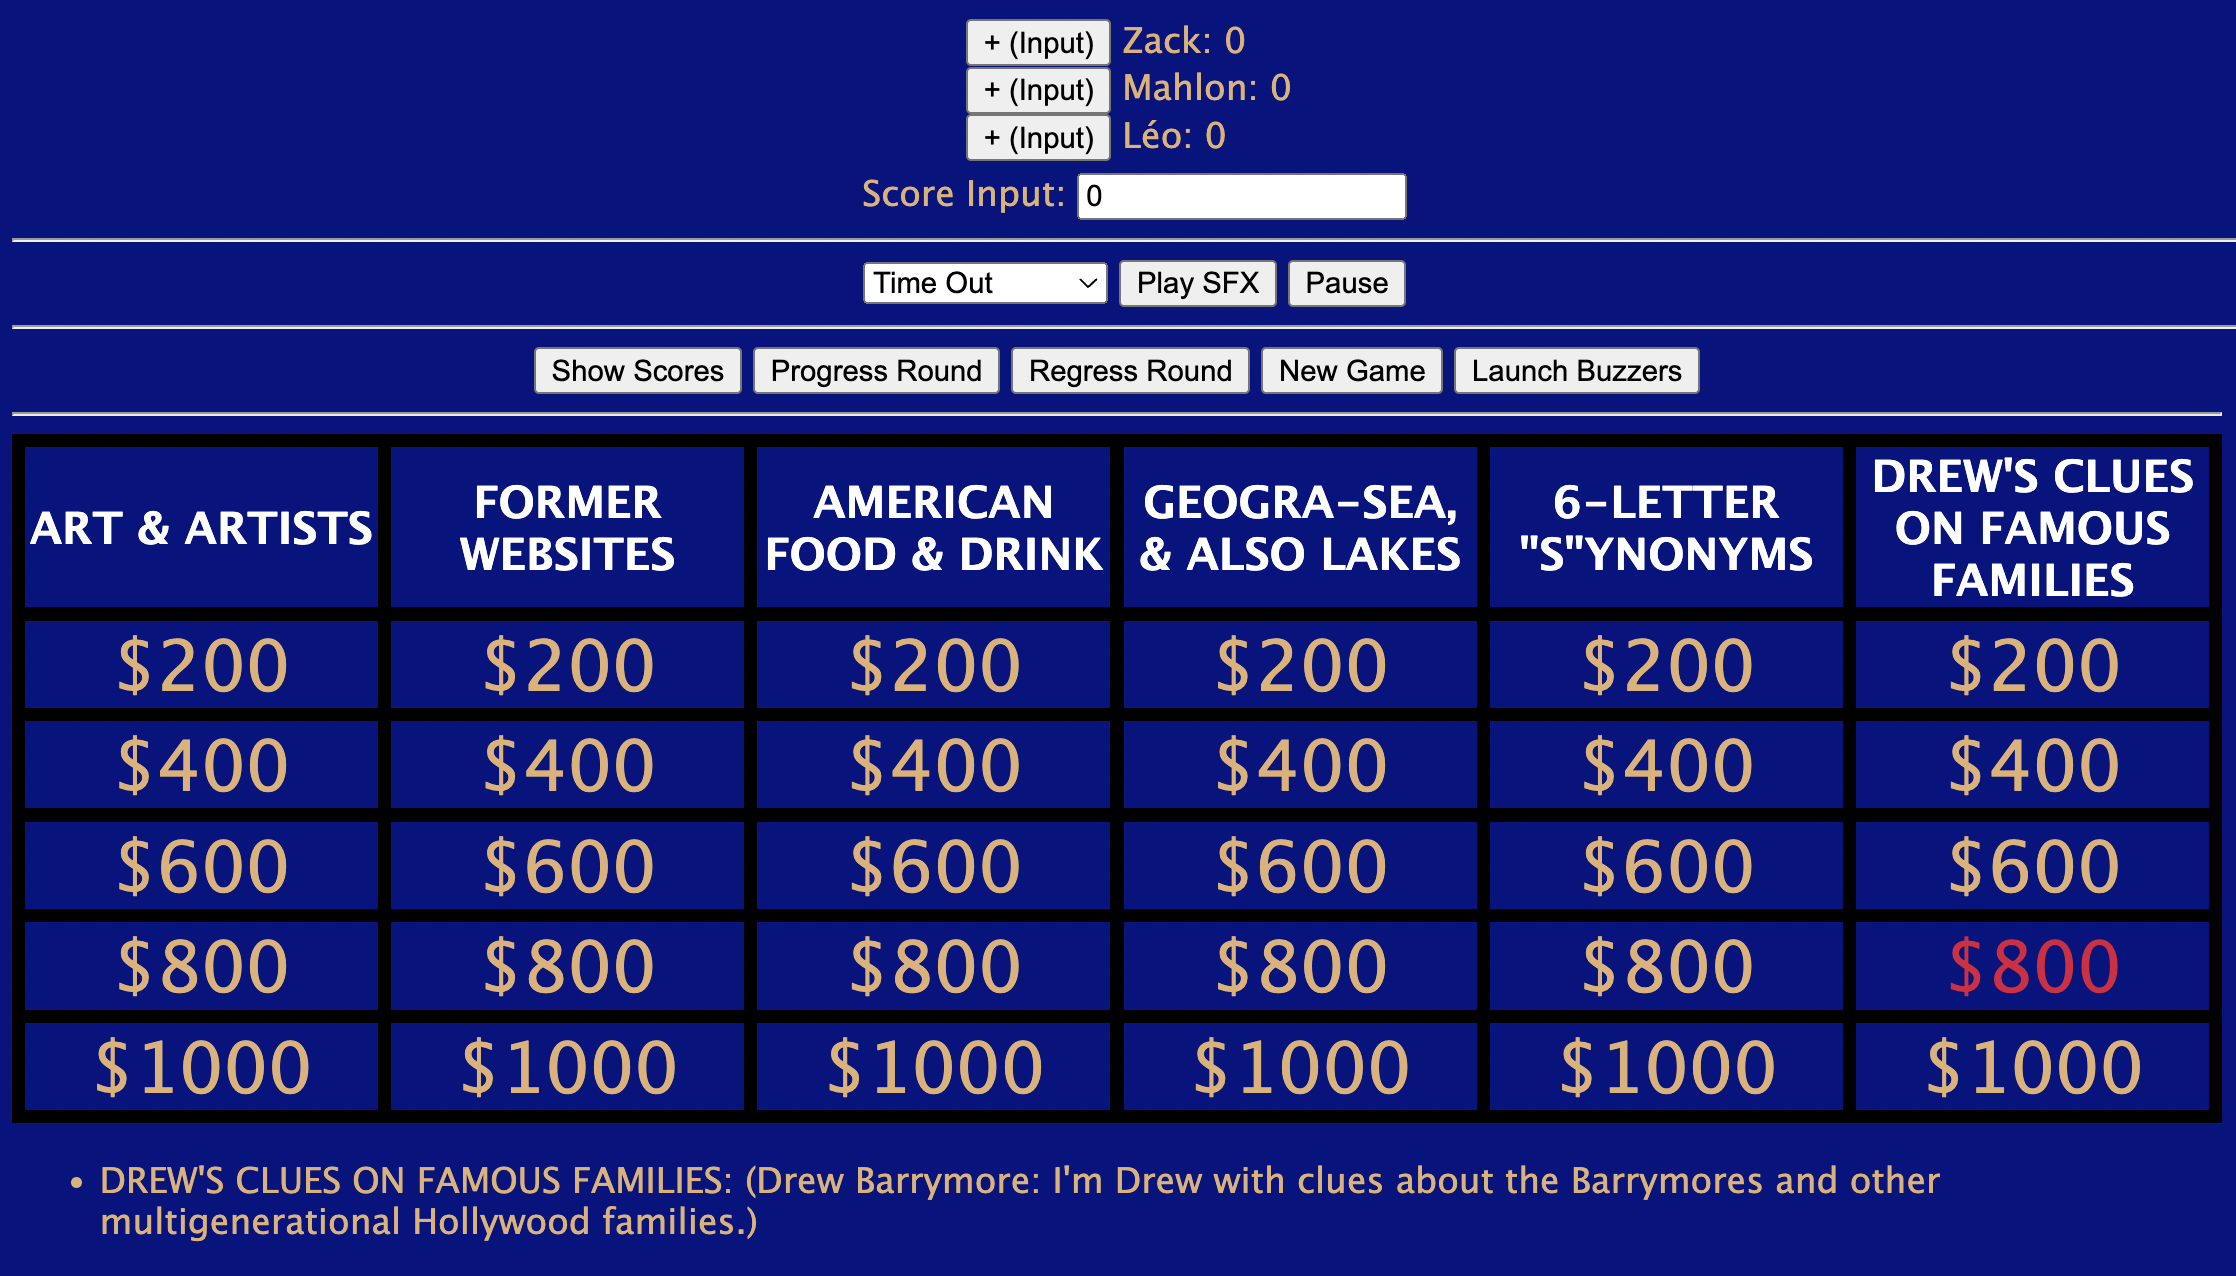 + (Input) Zack: 0
+ (Input) Mahlon: 0
+ (Input) Léo: 0
Score Input: 0
Time Out Play SFX Pause
Show Scores Progress Round Regress Round New Game Launch Buzzers
ART & ARTISTS
FORMER
WEBSITES
AMERICAN
FOOD & DRINK
GEOGRA-SEA,
& ALSO LAKES
6-LETTER
"S"YNONYMS
DREW'S CLUES
ON FAMOUS
FAMILIES
$200 $200 $200 $200 $200 $200
$400 $400 $400 $400 $400 $400
$600 $600 $600 $600 $600 $600
$800 $800 $800 $800 $800 $800
$1000 $1000 $1000 $1000 $1000 $1000
• DREW'S CLUES ON FAMOUS FAMILIES: (Drew Barrymore: I'm Drew with clues about the Barrymores and other
multigenerational Hollywood families.)